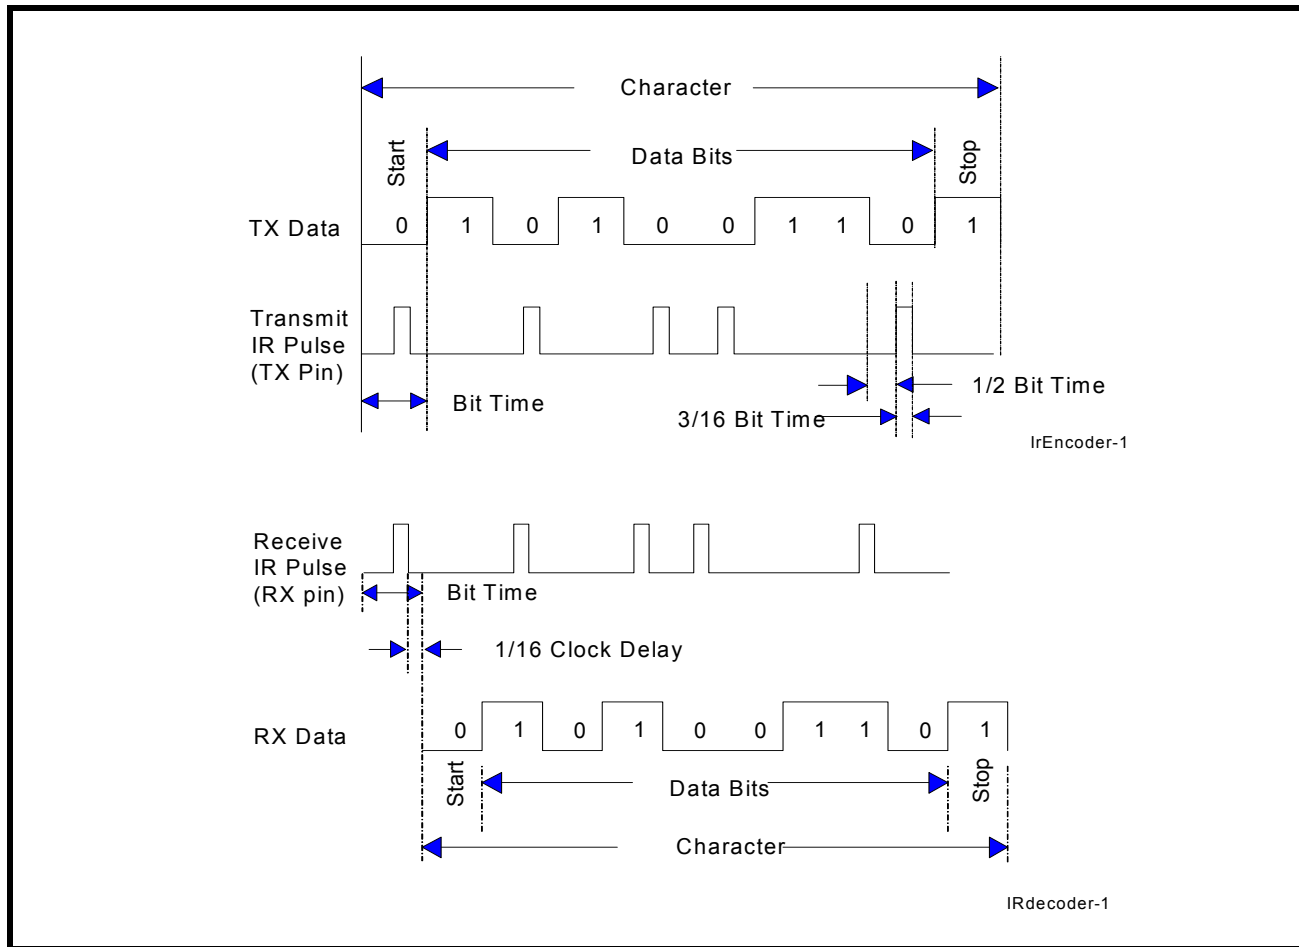 Character
Start
Data Bits
Stop
TX Data
0 1 0 1 0 0 1 1 0 1
Transmit
IR Pulse
(TX Pin)
Bit Time
1/2 Bit Time
3/16 Bit Time
IrEncoder-1
Receive
IR Pulse
(RX pin)
Bit Time
1/16 Clock Delay
RX Data
0 1 0 1 0 0 1 1 0 1
Start
Data Bits
Stop
Character
IRdecoder-1